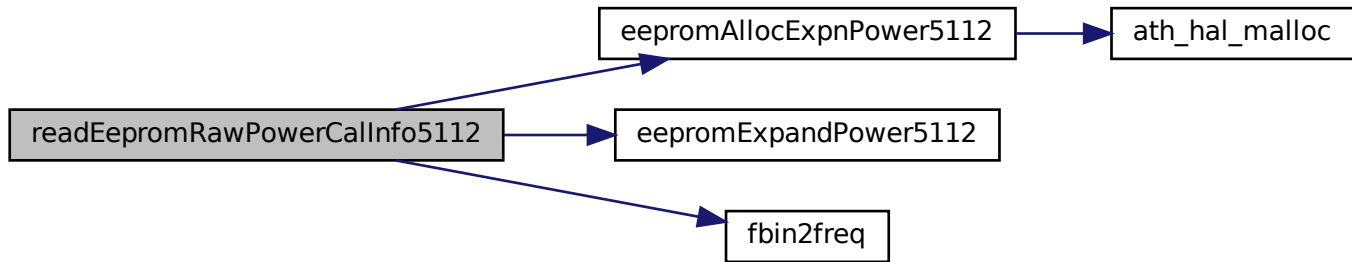 eepromAllocExpnPower5112
ath_hal_malloc
readEepromRawPowerCalInfo5112
eepromExpandPower5112
fbin2freq